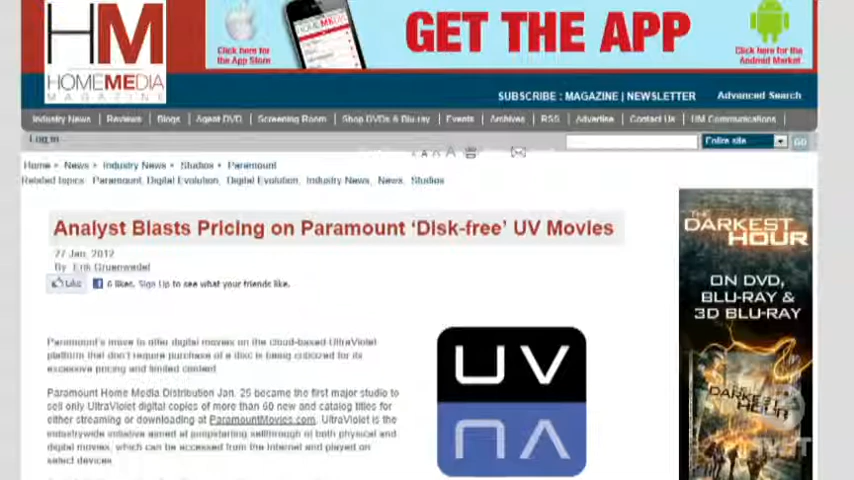 HM
HOMEMEDIA
MAGAZINE
Click here for
the App Store
GET THE APP
Click here for the
Android Market
SUBSCRIBE : MAGAZINE | NEWSLETTER
Advanced Search
Industry News | Reviews | Blogs | Agent DVD | Screening Room | Shop DVDs & Blu-ray | Events | Archives | RSS | Advertise | Contact Us | HM Communications |
Log in
A A A A
Entire site
GO
Home > News > Industry News > Studios > Paramount
Related Topics: Paramount, Digital Evolution, Digital Evolution, Industry News, News, Studios
Analyst Blasts Pricing on Paramount ‘Disk-free’ UV Movies
27 Jan, 2012
By: Erik Gruenwedel
Like
6 likes. Sign Up to see what your friends like.
Paramount's move to offer digital movies on the cloud-based UltraViolet
platform that don't require purchase of a disc is being criticized for its
excessive pricing and limited content
Paramount Home Media Distribution Jan. 25 became the first major studio to
sell only UltraViolet digital copies of more than 60 new and catalog titles for
either streaming or downloading at ParamountMovies.com. UltraViolet is the
industrywide initiative aimed at jumpstarting sellthrough of both physical and
digital movies, which can be accessed from the Internet and played on
select devices.
UV
THE
DARKEST
HOUR
ON DVD,
BLU-RAY &
3D BLU-RAY
DARKEST
HOUR